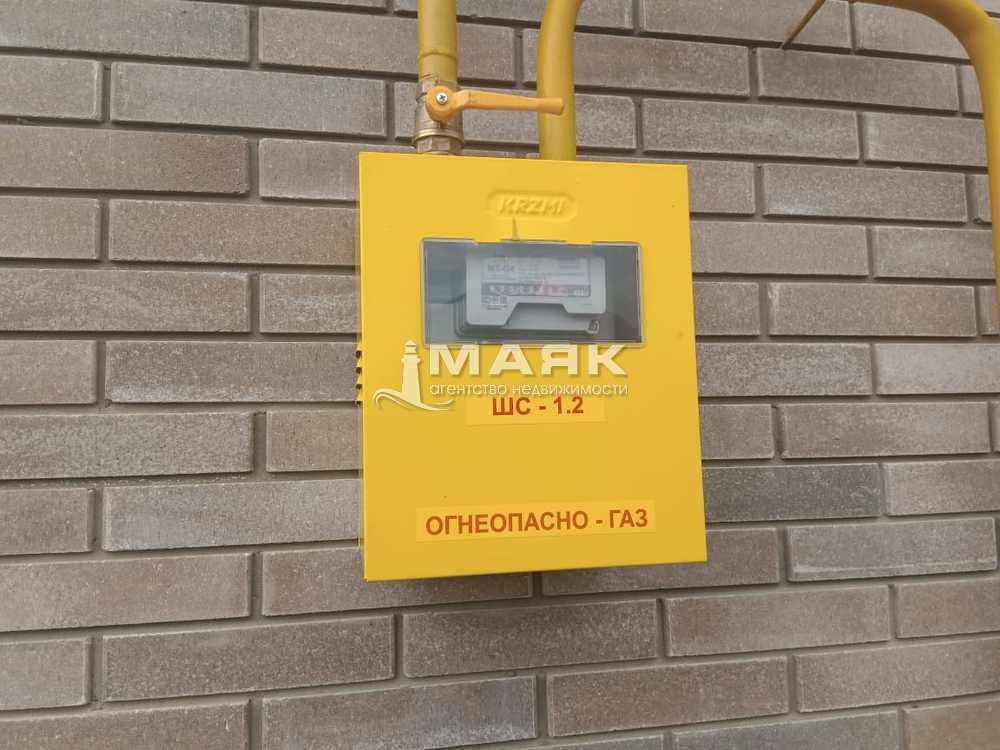 KRZMI
МАЯК
агентство недвижимости
ШС - 1.2
ОГНЕОПАСНО - ГАЗ